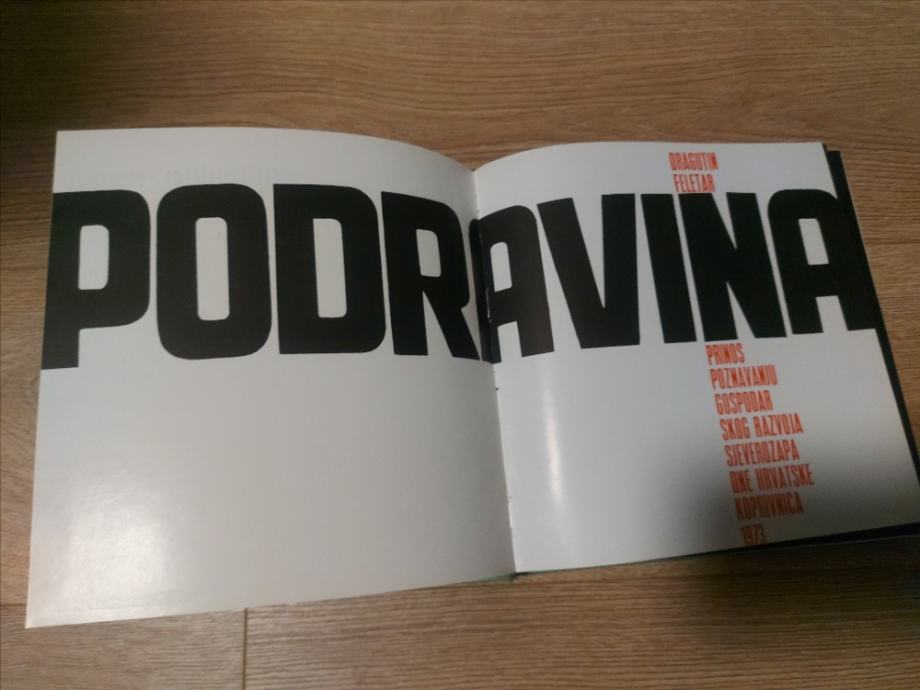 DRAGUTIN
FELETAR
PODRAVINA
PRINOS
POZNAVANJU
GOSPODAR
SKOG RAZVOJA
SJEVEROZAPA
DNE HRVATSKE
KOPRIVNICA
1973.